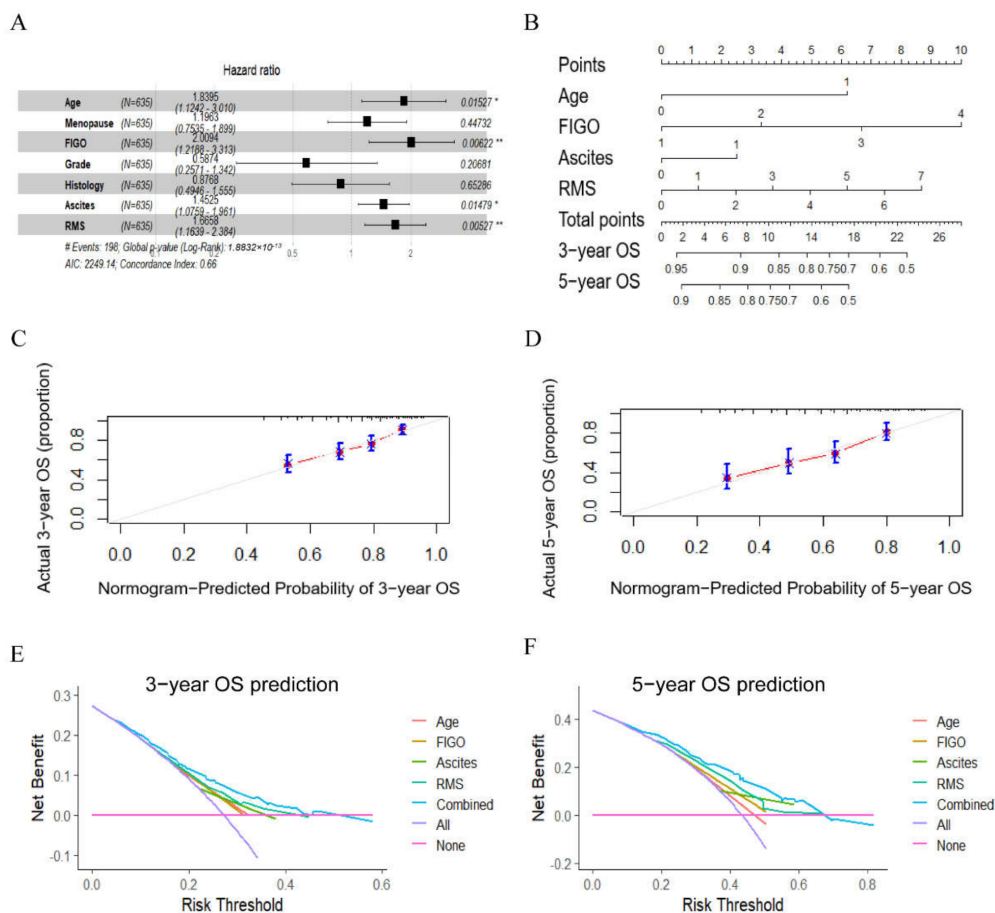 A
Hazard ratio
Age (N=635) 1.8395 (1.1242 - 3.010) 0.01527 *
Menopause (N=635) 1.1963 (0.7535 - 1.899) 0.44732
FIGO (N=635) 2.0094 (1.2188 - 3.313) 0.00622 **
Grade (N=635) 0.5874 (0.2571 - 1.342) 0.20681
Histology (N=635) 0.8768 (0.4946 - 1.555) 0.65286
Ascites (N=635) 1.4525 (1.0759 - 1.961) 0.01479 *
RMS (N=635) 1.6658 (1.1639 - 2.384) 0.00527 **
# Events: 198; Global p-value (Log-Rank): 1.8832×10⁻¹³
AIC: 2249.14; Concordance Index: 0.66
0.1 0.2 0.5 1 2
B
Points 0 1 2 3 4 5 6 7 8 9 10
Age 0 1
FIGO 1 2 3 4
Ascites 0 1
RMS 0 1 2 3 4 5 6 7
Total points 0 2 4 6 8 10 12 14 18 22 26
3−year OS 0.95 0.9 0.85 0.8 0.75 0.7 0.6 0.5
5−year OS 0.9 0.85 0.8 0.75 0.7 0.6 0.5
C
Actual 3−year OS (proportion)
0.0 0.4 0.8
0.0 0.2 0.4 0.6 0.8 1.0
Normogram−Predicted Probability of 3−year OS
D
Actual 5−year OS (proportion)
0.0 0.4 0.8
0.0 0.2 0.4 0.6 0.8 1.0
Normogram−Predicted Probability of 5−year OS
E
3−year OS prediction
Net Benefit
0.3
0.2
0.1
0.0
-0.1
0.0 0.2 0.4 0.6
Risk Threshold
Age
FIGO
Ascites
RMS
Combined
All
None
F
5−year OS prediction
Net Benefit
0.4
0.2
0.0
-0.2
0.0 0.2 0.4 0.6 0.8
Risk Threshold
Age
FIGO
Ascites
RMS
Combined
All
None